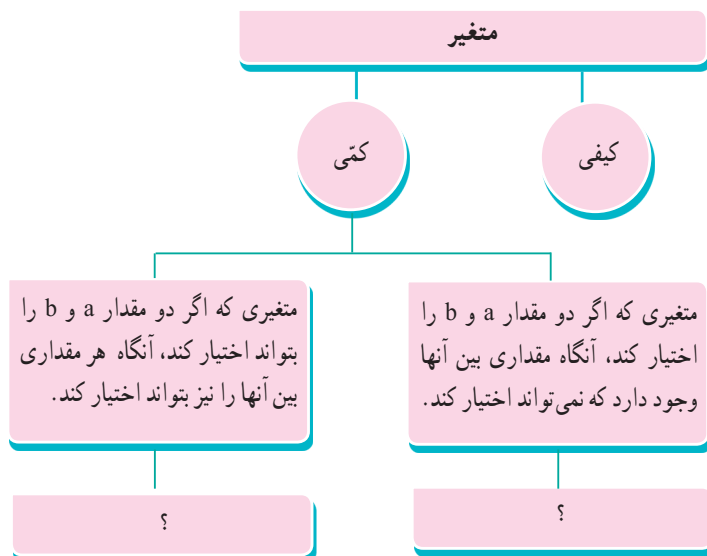 متغیر
کیفی
کمّی
متغیری که اگر دو مقدار a و b را
اختیار کند، آنگاه مقداری بین آنها
وجود دارد که نمی‌تواند اختیار کند.
متغیری که اگر دو مقدار a و b را
بتواند اختیار کند، آنگاه هر مقداری
بین آنها را نیز بتواند اختیار کند.
؟
؟